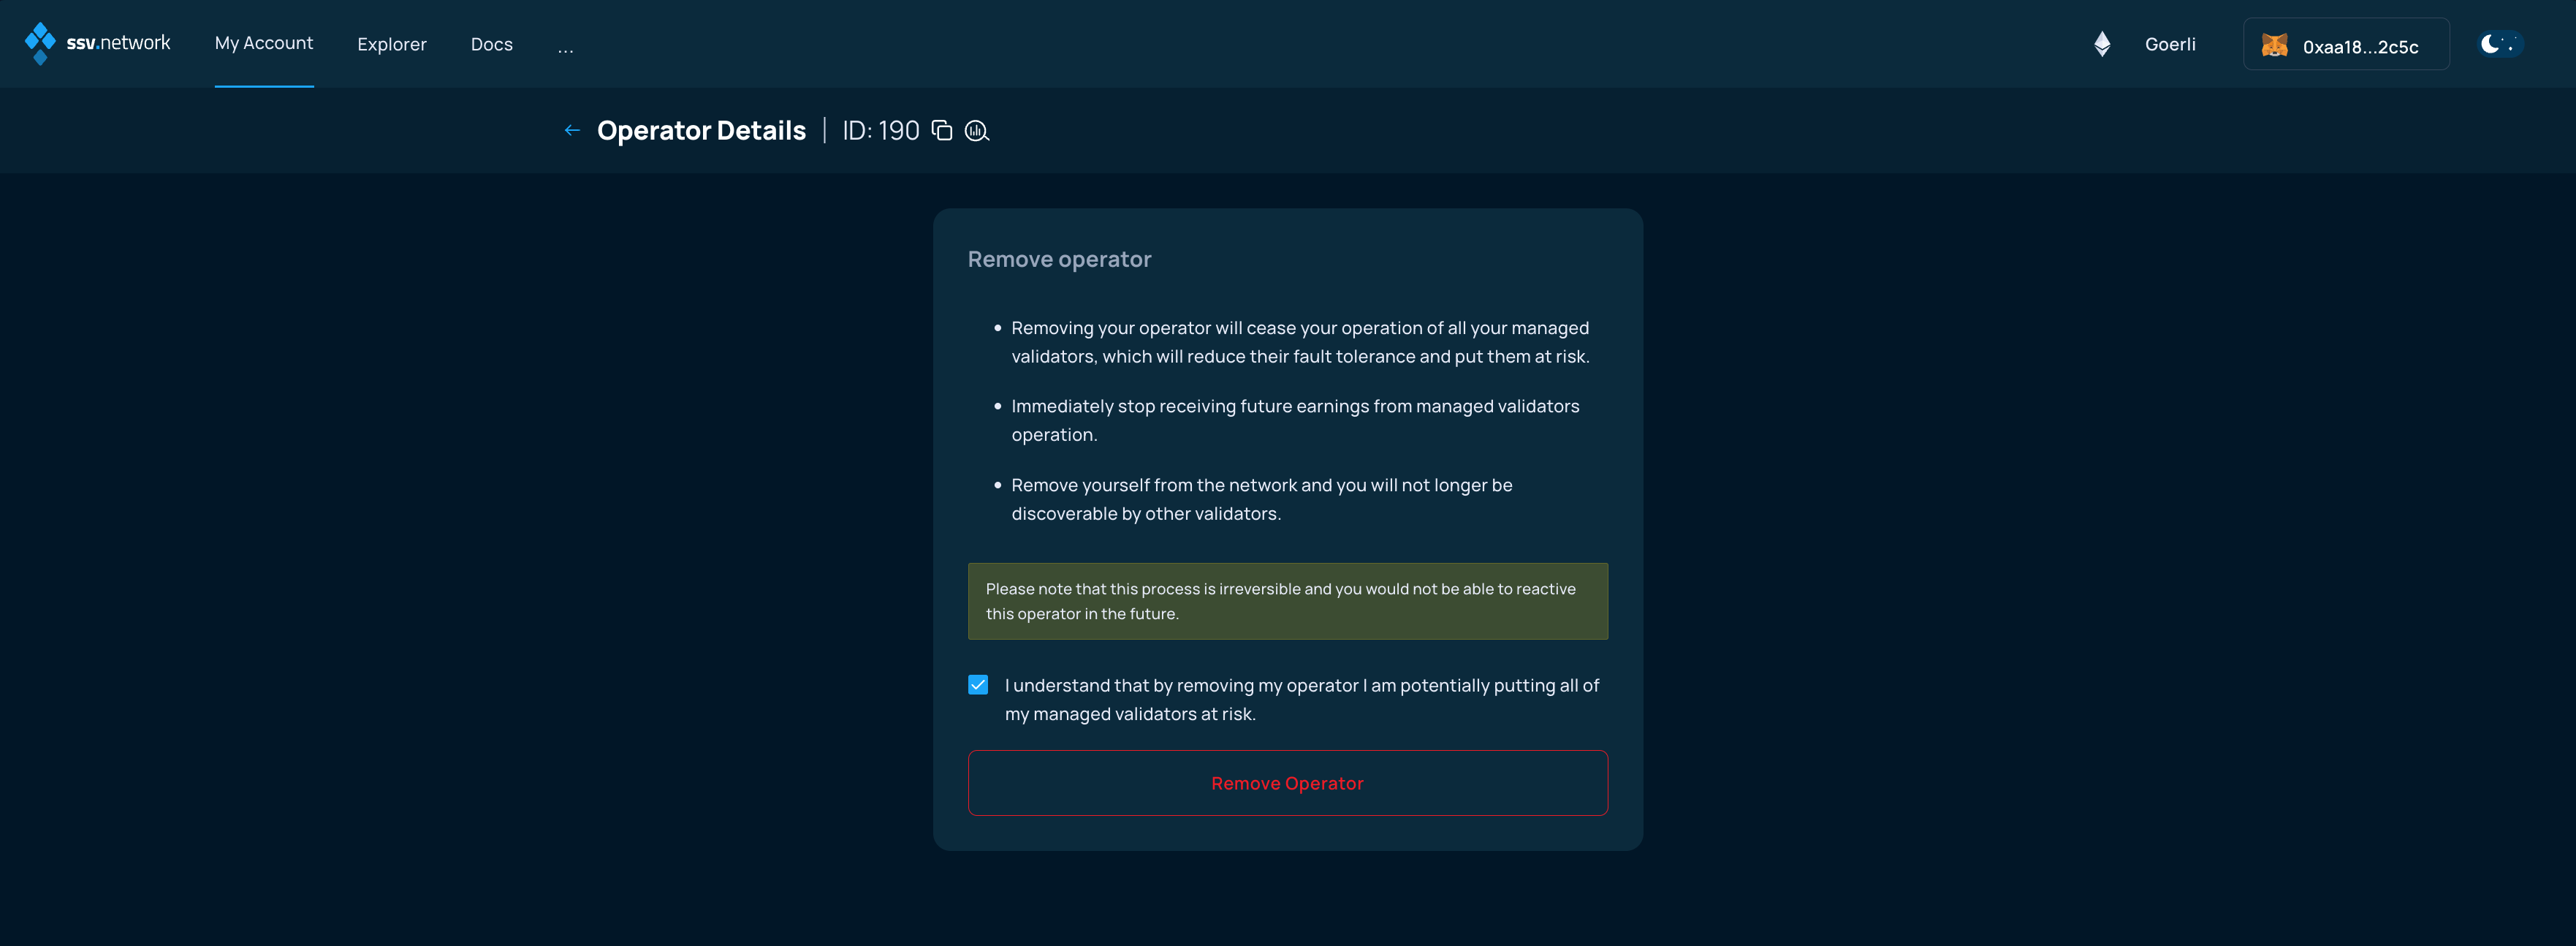 ssv.network My Account Explorer Docs ... Goerli 0xaa18...2c5c
Operator Details | ID: 190
Remove operator
• Removing your operator will cease your operation of all your managed
validators, which will reduce their fault tolerance and put them at risk.
• Immediately stop receiving future earnings from managed validators
operation.
• Remove yourself from the network and you will not longer be
discoverable by other validators.
Please note that this process is irreversible and you would not be able to reactive
this operator in the future.
I understand that by removing my operator I am potentially putting all of
my managed validators at risk.
Remove Operator